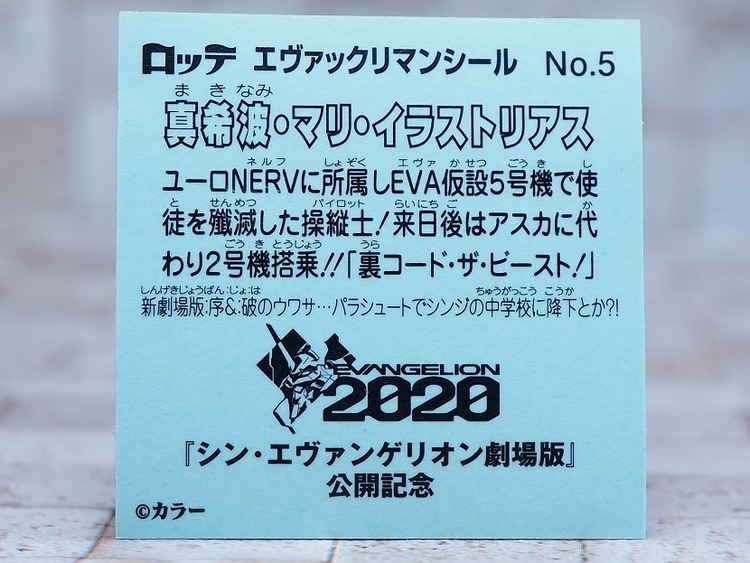 ロッテ エヴァックリマンシール No.5
まきなみ
真希波・マリ・イラストリアス
ネルフ しょぞく エヴァ かせつ ごうき し
ユーロNERVに所属しEVA仮設5号機で使
と せんめつ パイロット らいにちご か
徒を殲滅した操縦士!来日後はアスカに代
ごうき とうじょう うら
わり2号機搭乗!!「裏コード・ザ・ビースト!」
しんげきじょうばん:じょ:は ちゅうがっこう こうか
新劇場版:序&:破のウワサ…パラシュートでシンジの中学校に降下とか?!
EVANGELION
2020
『シン・エヴァンゲリオン劇場版』
公開記念
©カラー